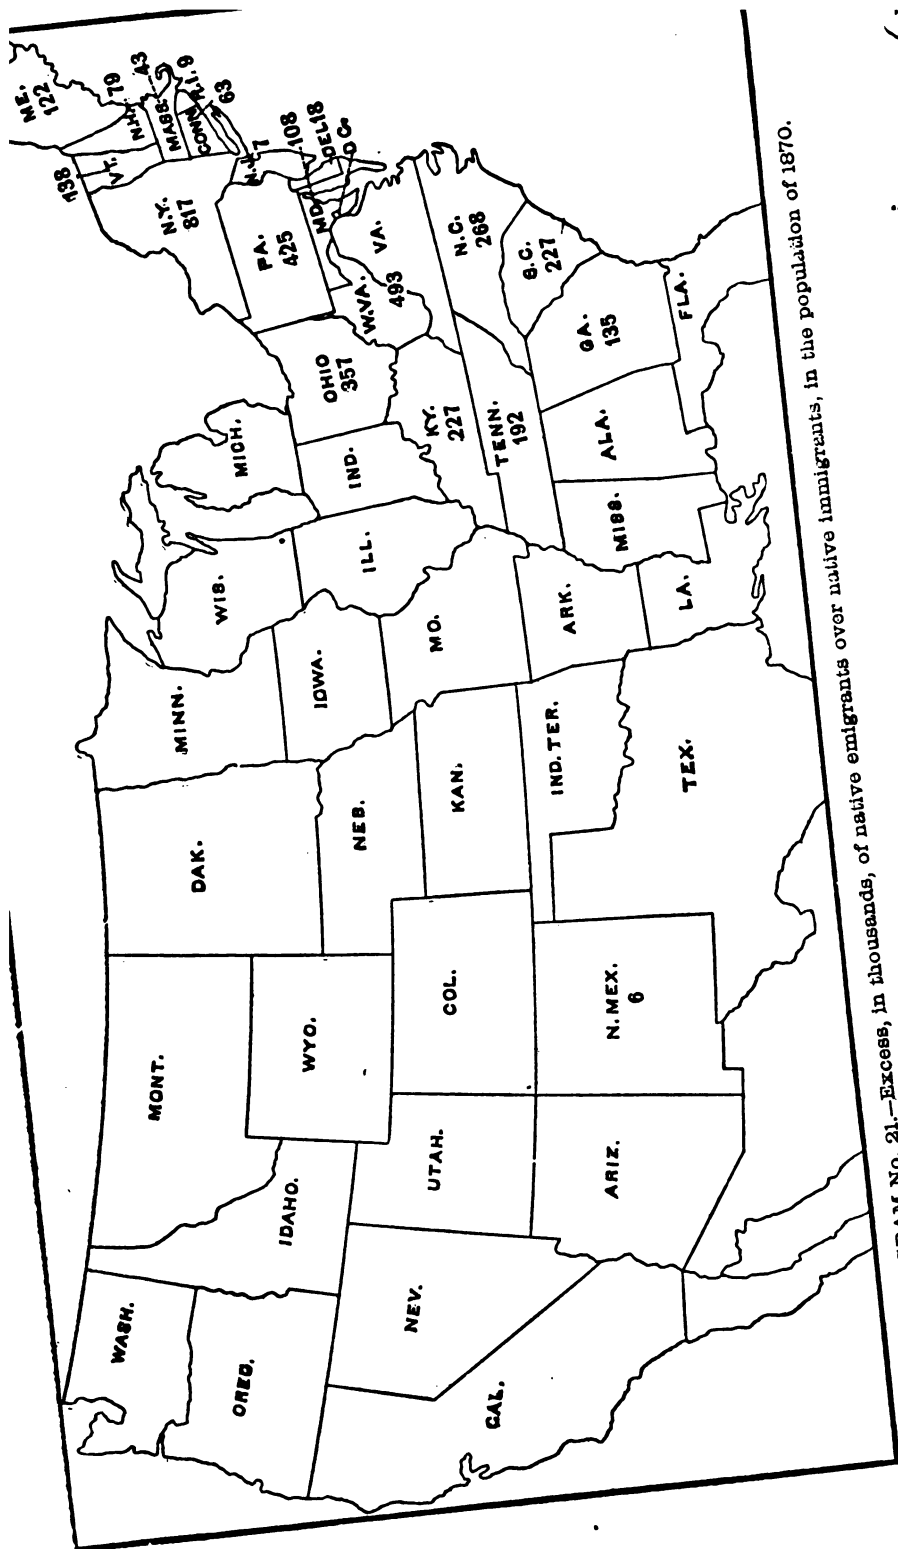 WASH.
OREG.
CAL.
NEV.
IDAHO.
MONT.
WYO.
UTAH.
ARIZ.
COL.
N. MEX.
6
DAK.
NEB.
KAN.
IND. TER.
TEX.
MINN.
IOWA.
MO.
ARK.
LA.
WIS.
ILL.
MICH.
IND.
OHIO
357
KY.
227
TENN.
192
MISS.
ALA.
GA.
135
FLA.
S.C.
227
N.C.
268
VA.
W.VA.
493
PA.
425
N.Y.
817
138
VT.
ME.
122
N.H.
79
MASS.
43
CONN.
R.I. 9
63
N.J. 7
108
MD.
DEL 18
D C
No. 21.—Excess, in thousands, of native emigrants over native immigrants, in the population of 1870.